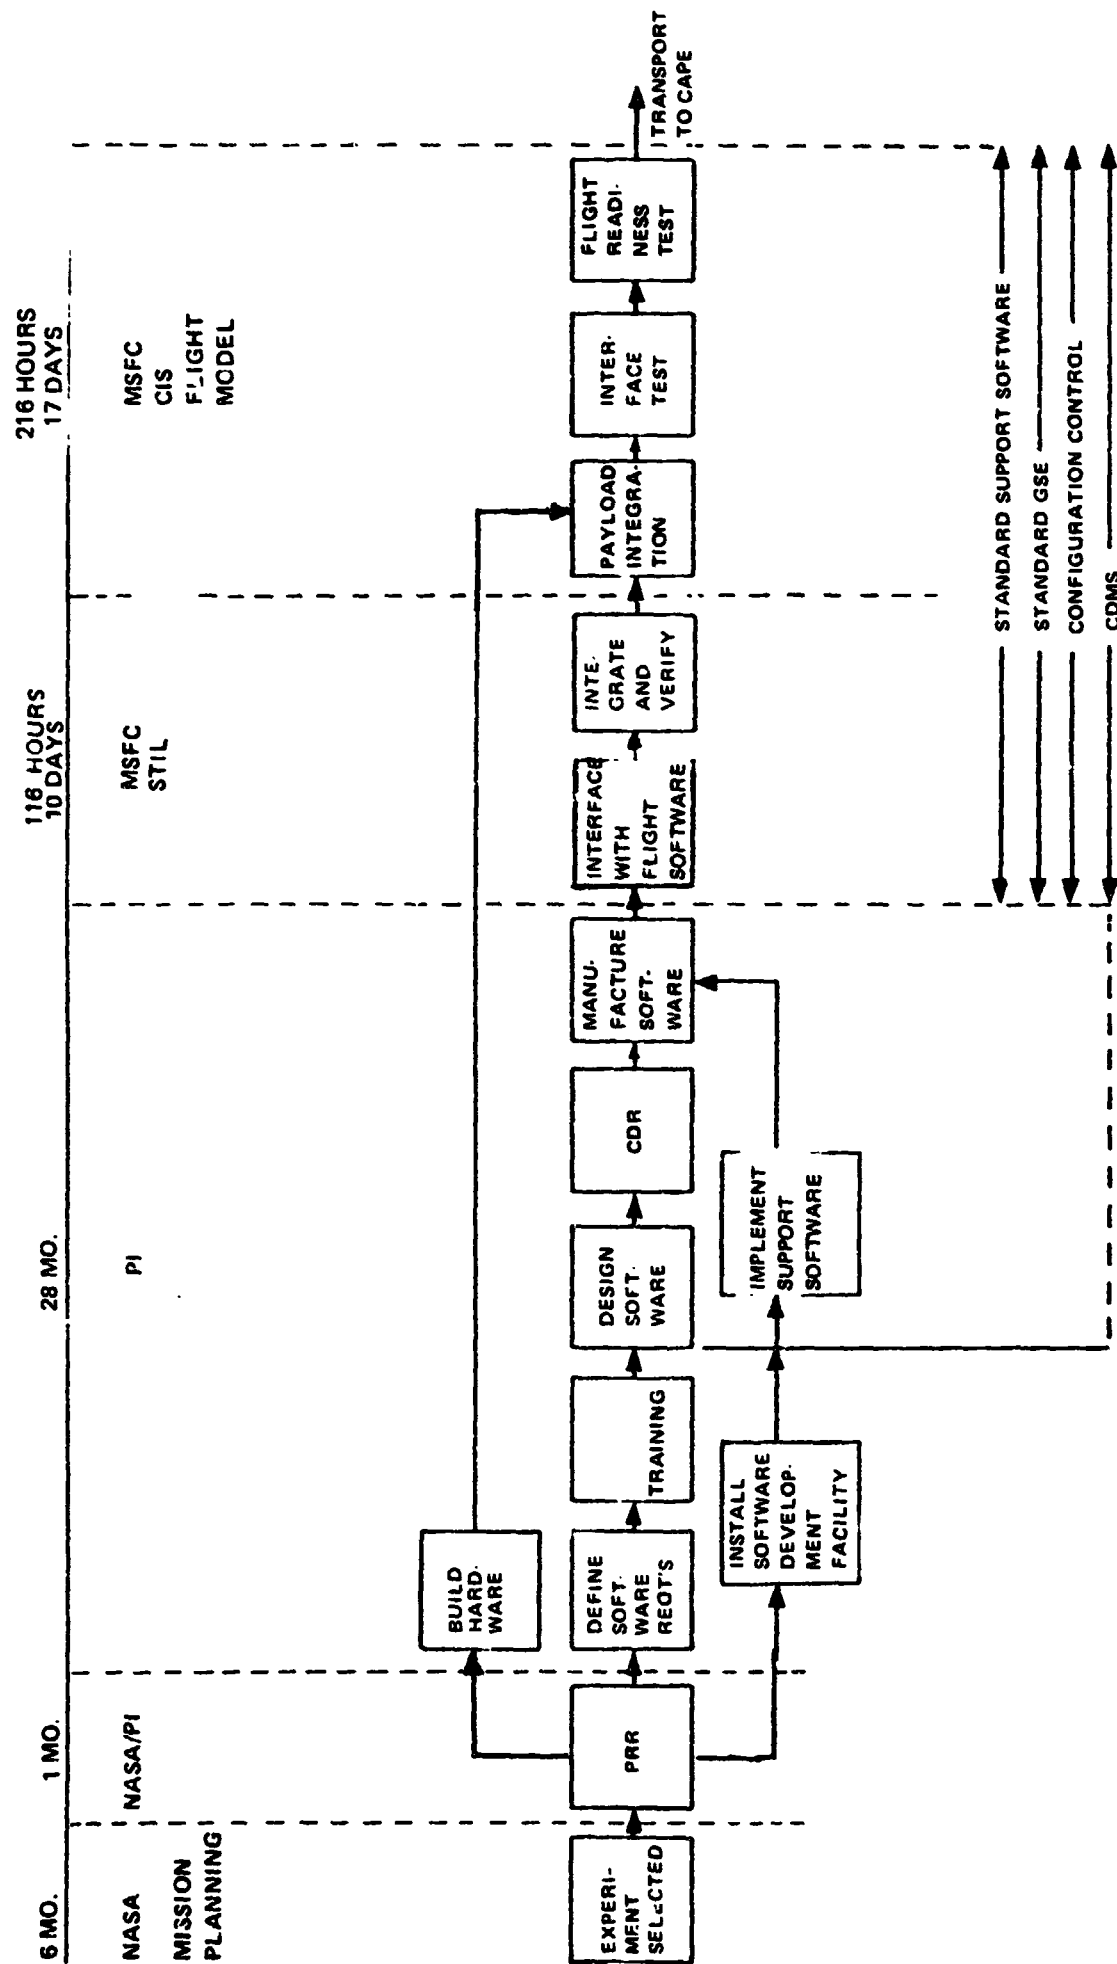 6 MO.
1 MO.
28 MO.
116 HOURS
10 DAYS
216 HOURS
17 DAYS
NASA
MISSION
PLANNING
NASA/PI
PI
MSFC
STIL
MSFC
CIS
FLIGHT
MODEL
BUILD
HARD-
WARE
EXPERI-
MENT
SELECTED
PRR
DEFINE
SOFT-
WARE
REQT'S
TRAINING
DESIGN
SOFT-
WARE
CDR
MANU-
FACTURE
SOFT-
WARE
INTERFACE
WITH
FLIGHT
SOFTWARE
INTE-
GRATE
AND
VERIFY
PAYLOAD
INTEGRA-
TION
INTER-
FACE
TEST
FLIGHT
READI-
NESS
TEST
TRANSPORT
TO CAPE
INSTALL
SOFTWARE
DEVELOP-
MENT
FACILITY
IMPLEMENT
SUPPORT
SOFTWARE
STANDARD SUPPORT SOFTWARE
STANDARD GSE
CONFIGURATION CONTROL
CDMS